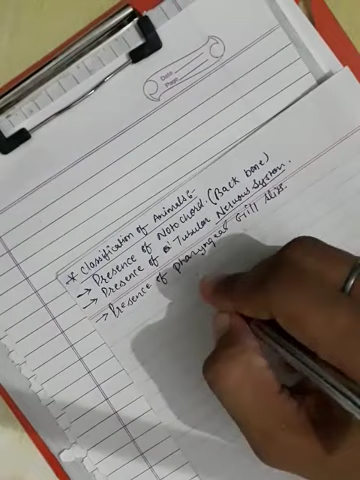 Date
Page
* Classification of Animals:-
→ Presence of Notochord. (Back bone)
→ Presence of a Tubular Nervous System.
→ Presence of pharyngeal Gill slits.